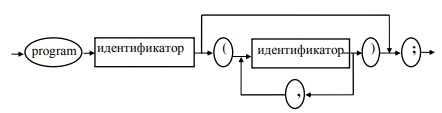 program идентификатор ( идентификатор ) ;
,